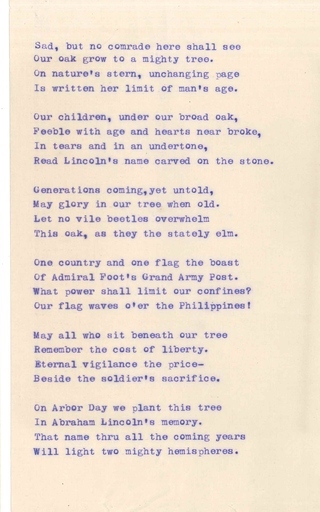 Sad, but no comrade here shall see
Our oak grow to a mighty tree.
On nature's stern, unchanging page
Is written her limit of man's age.
Our children, under our broad oak,
Feeble with age and hearts near broke,
In tears and in an undertone,
Read Lincoln's name carved on the stone.
Generations coming,yet untold,
May glory in our tree when old.
Let no vile beetles overwhelm
This oak, as they the stately elm.
One country and one flag the boast
Of Admiral Foot's Grand Army Post.
What power shall limit our confines?
Our flag waves o'er the Philippines!
May all who sit beneath our tree
Remember the cost of liberty.
Eternal vigilance the price-
Beside the soldier's sacrifice.
On Arbor Day we plant this tree
In Abraham Lincoln's memory.
That name thru all the coming years
Will light two mighty hemispheres.